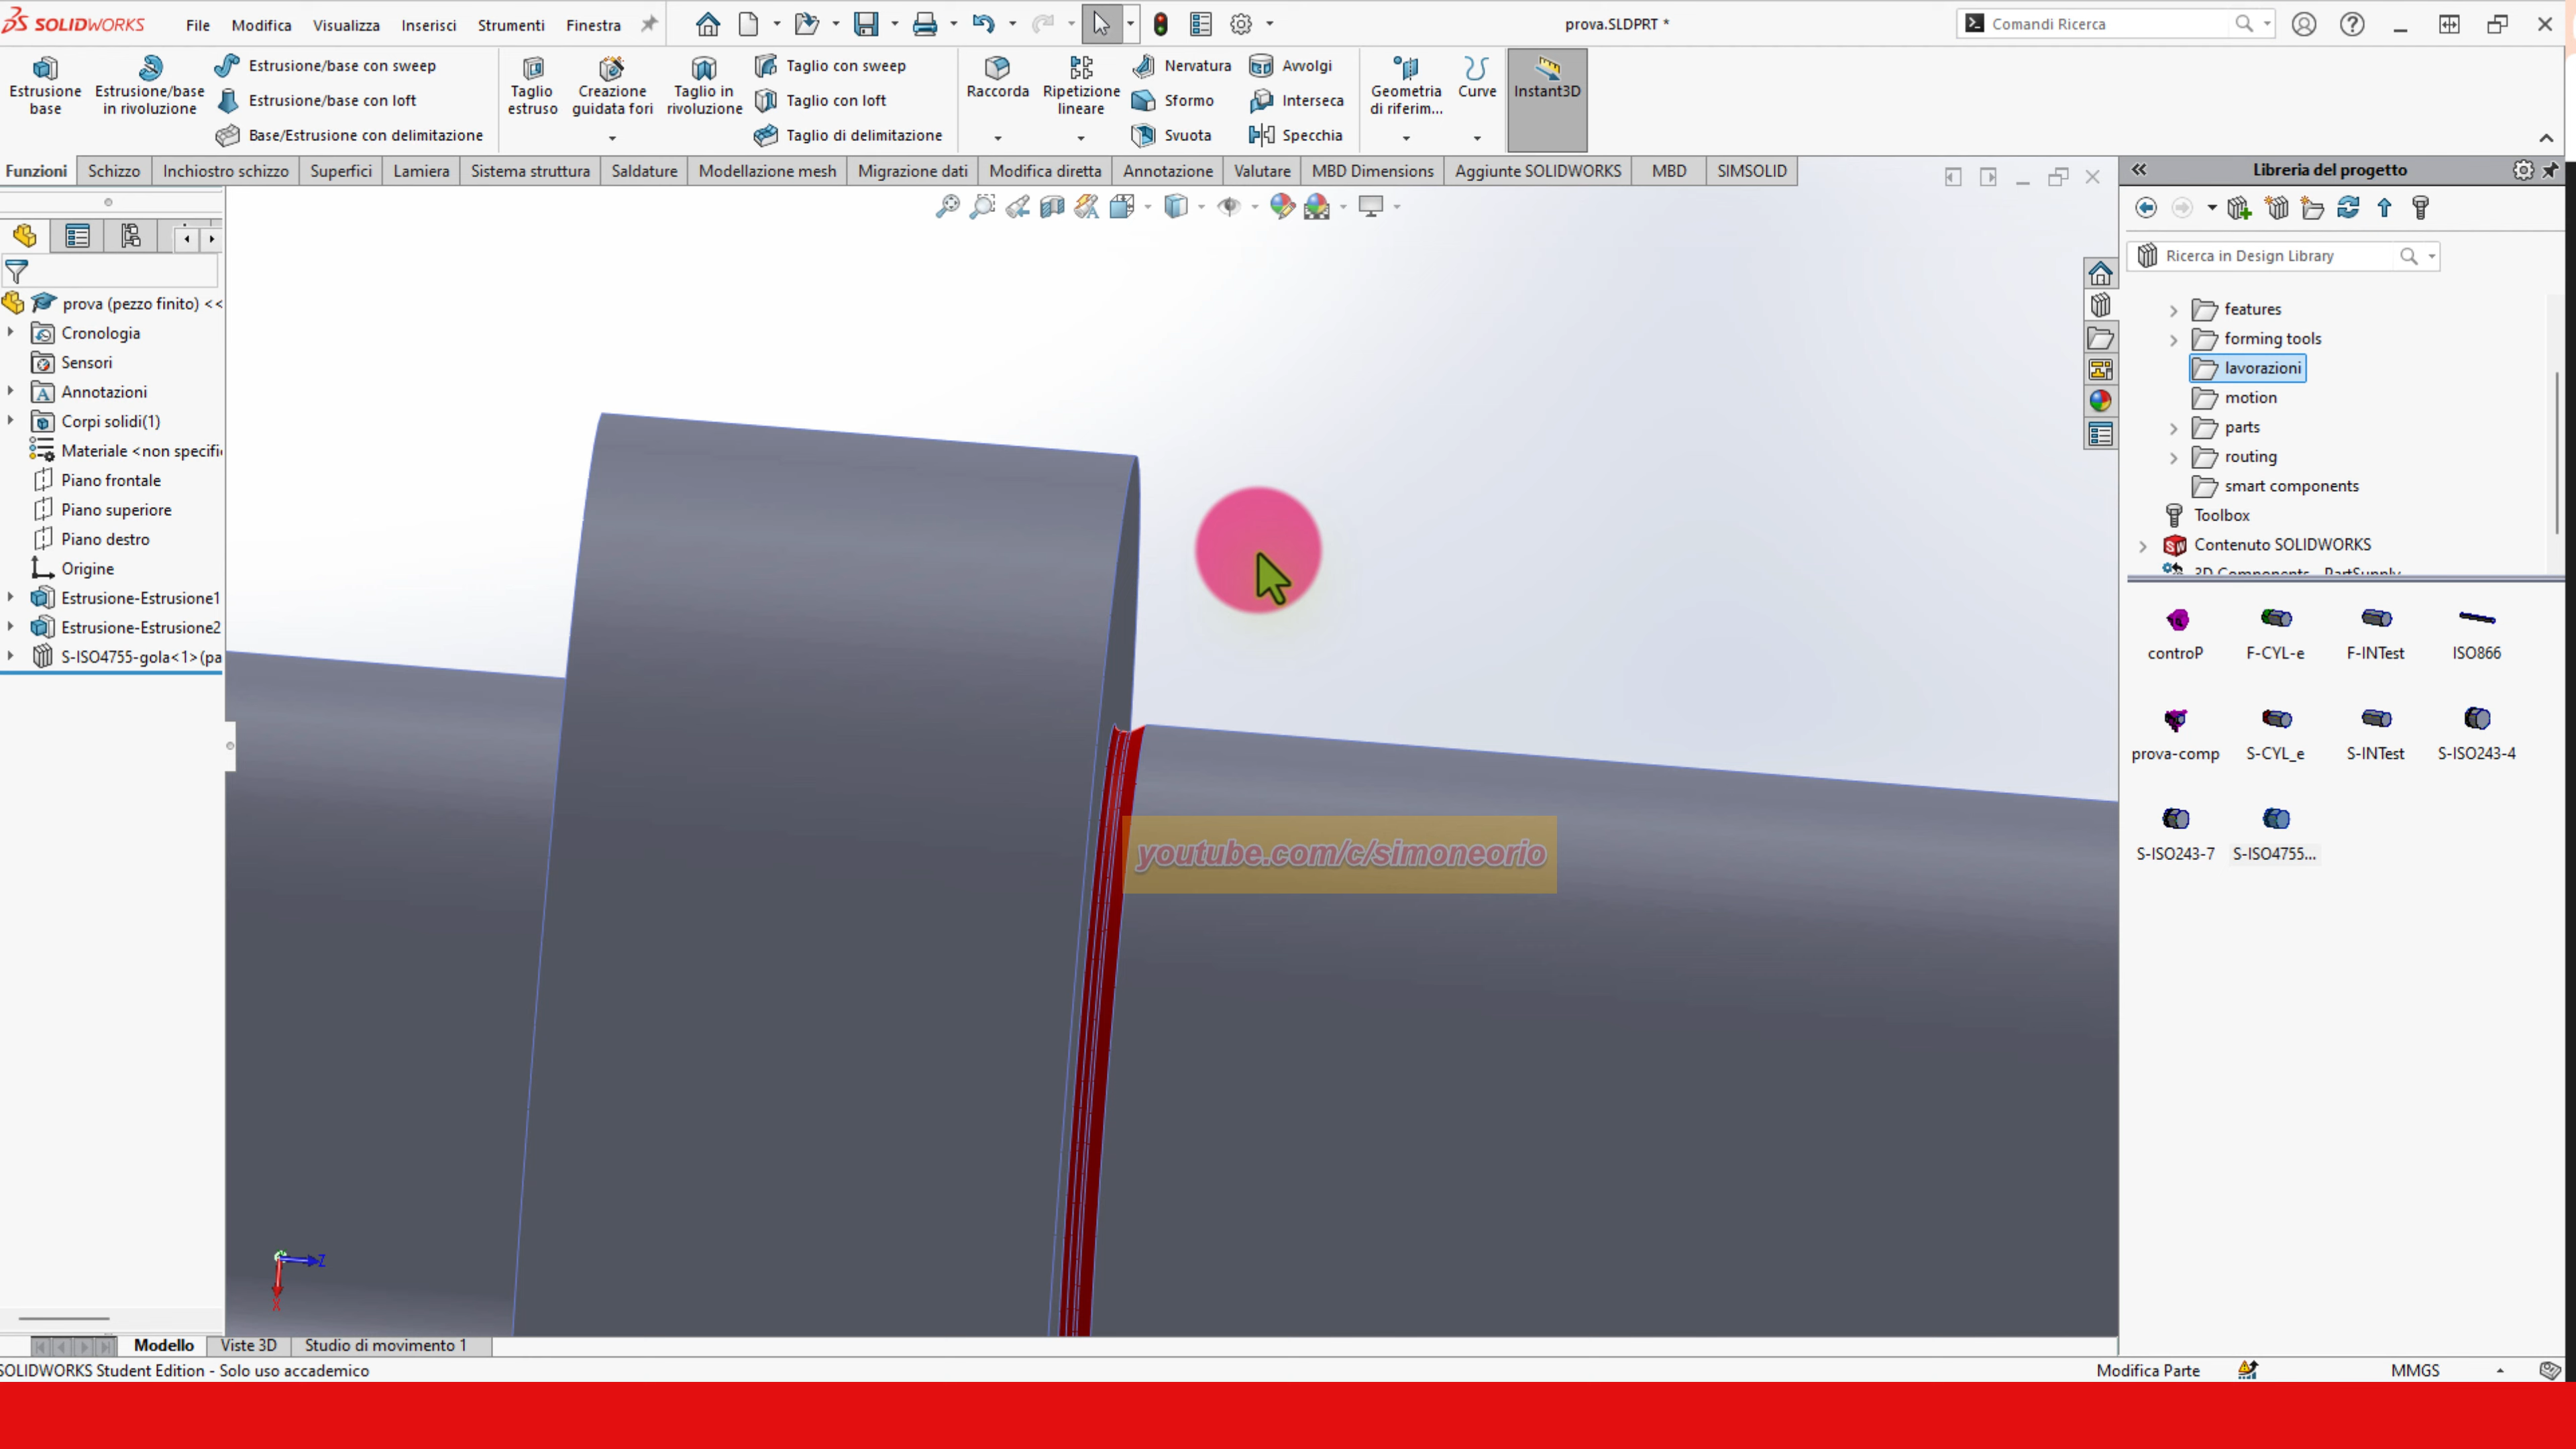 SOLIDWORKS
File Modifica Visualizza Inserisci Strumenti Finestra
prova.SLDPRT *
Comandi Ricerca
Estrusione base
Estrusione/base in rivoluzione
Estrusione/base con sweep
Estrusione/base con loft
Base/Estrusione con delimitazione
Taglio estruso
Creazione guidata fori
Taglio in rivoluzione
Taglio con sweep
Taglio con loft
Taglio di delimitazione
Raccorda
Ripetizione lineare
Nervatura
Sformo
Svuota
Avvolgi
Interseca
Specchia
Geometria di riferim...
Curve
Instant3D
Funzioni Schizzo Inchiostro schizzo Superfici Lamiera Sistema struttura Saldature Modellazione mesh Migrazione dati Modifica diretta Annotazione Valutare MBD Dimensions Aggiunte SOLIDWORKS MBD SIMSOLID
Libreria del progetto
Ricerca in Design Library
prova (pezzo finito) <<
Cronologia
Sensori
Annotazioni
Corpi solidi(1)
Materiale <non specifi
Piano frontale
Piano superiore
Piano destro
Origine
Estrusione-Estrusione1
Estrusione-Estrusione2
S-ISO4755-gola<1>(pa
features
forming tools
lavorazioni
motion
parts
routing
smart components
Toolbox
Contenuto SOLIDWORKS
3D Components - PartSupply
controP F-CYL-e F-INTest ISO866
prova-comp S-CYL_e S-INTest S-ISO243-4
S-ISO243-7 S-ISO4755...
youtube.com/c/simoneorio
Z
X
Modello Viste 3D Studio di movimento 1
SOLIDWORKS Student Edition - Solo uso accademico
Modifica Parte
MMGS